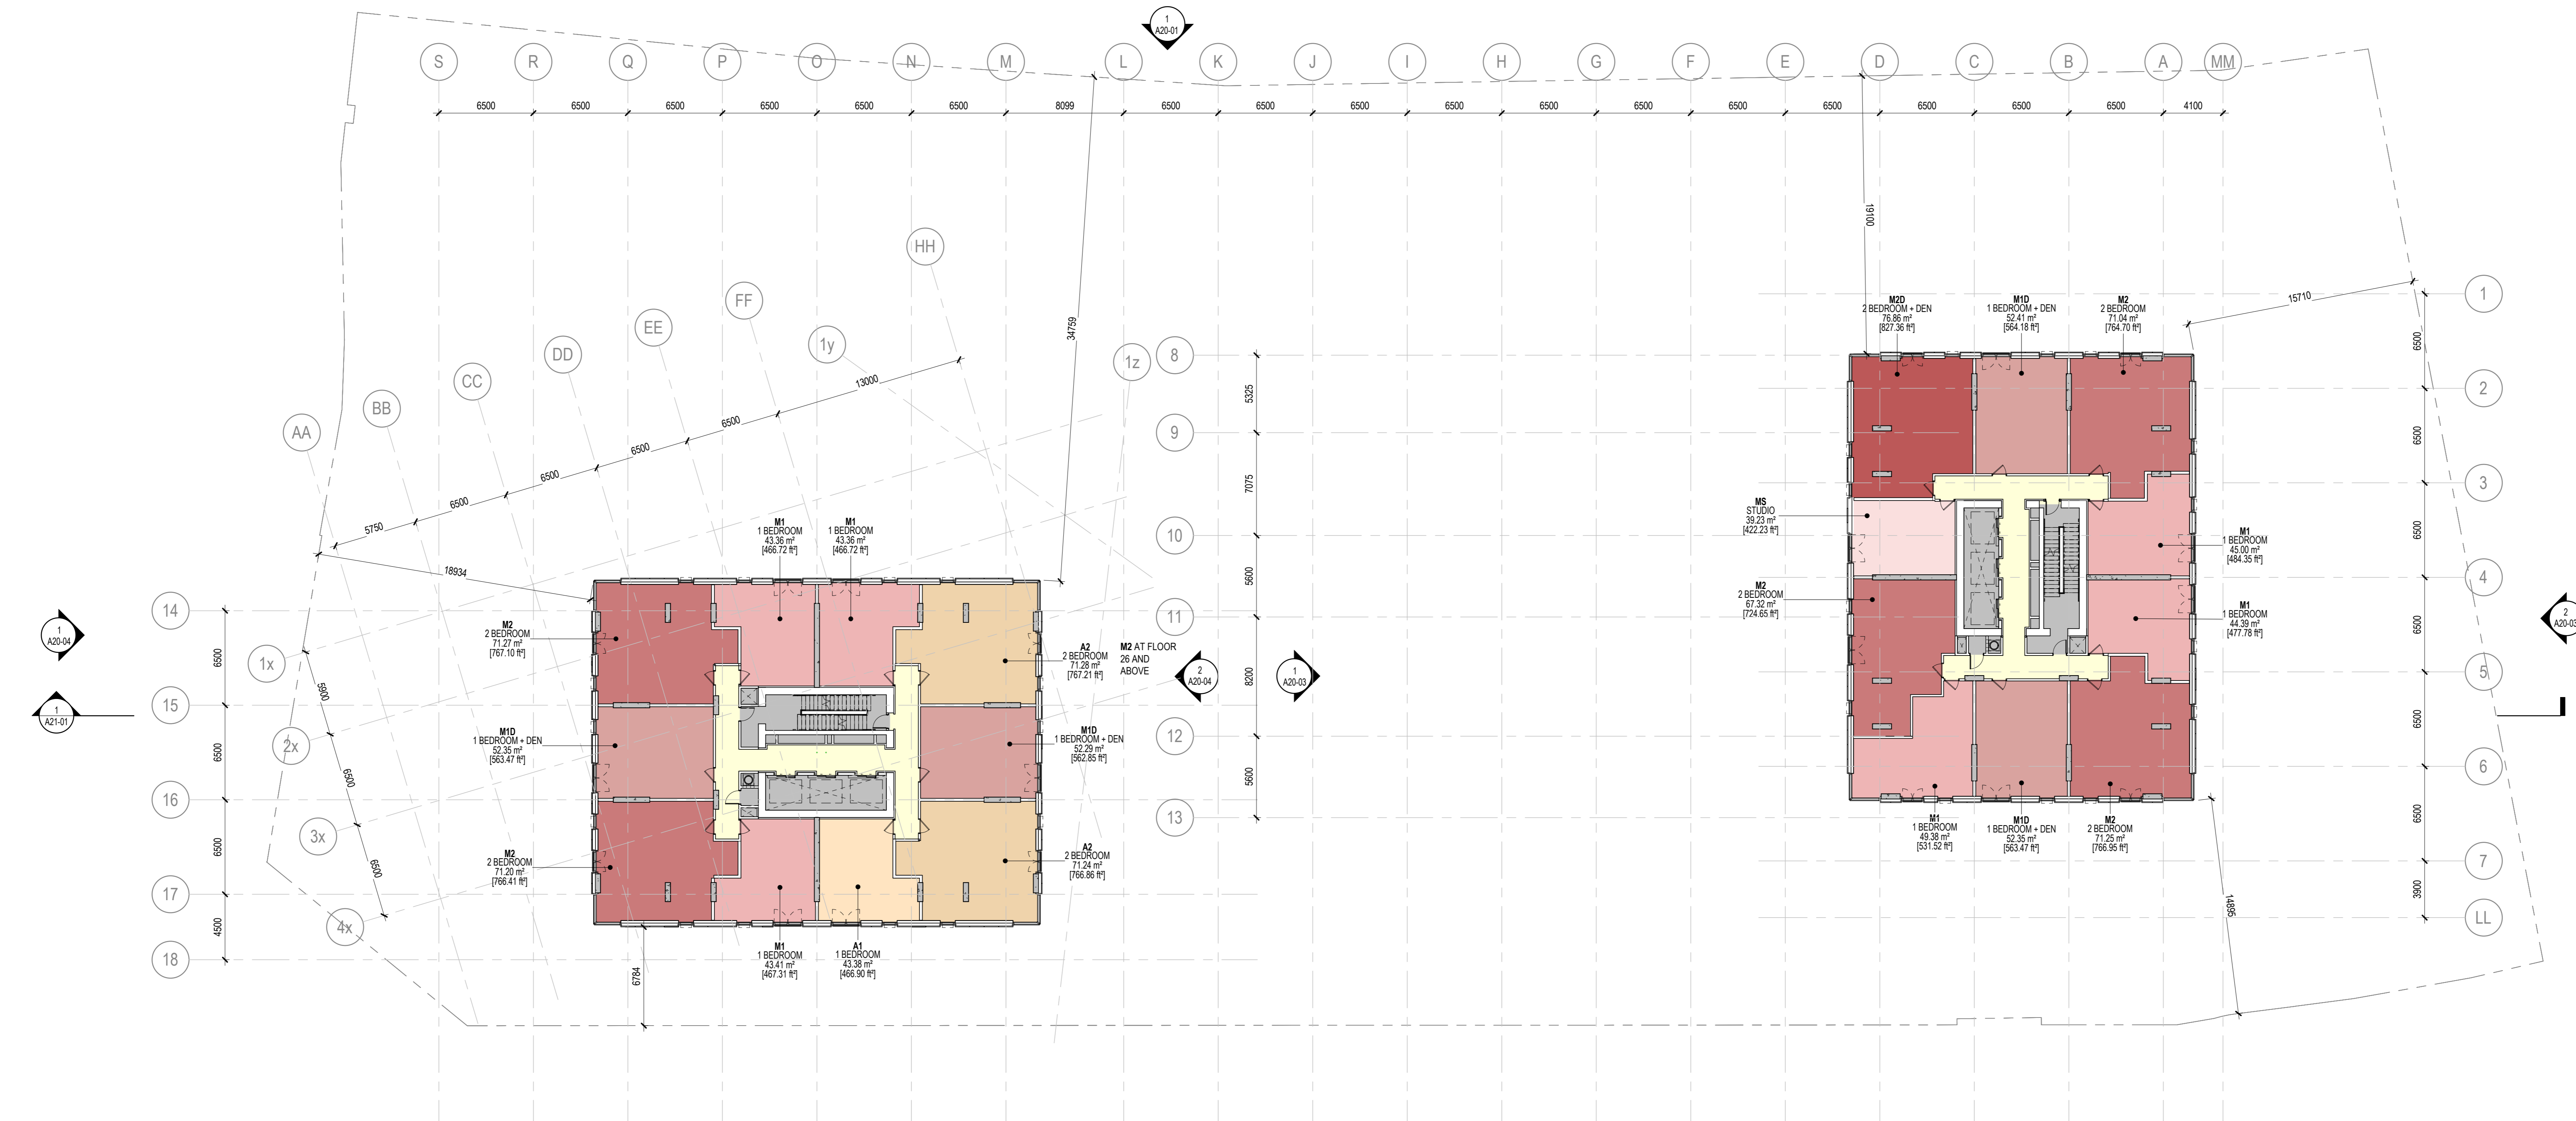 1
A20-01
S
R
Q
P
O
N
M
L
K
J
I
H
G
F
E
D
C
B
A
MM
6500
6500
6500
6500
6500
6500
8099
6500
6500
6500
6500
6500
6500
6500
6500
6500
6500
6500
4100
19100
34759
15710
HH
FF
EE
DD
CC
BB
AA
1y
1z
13000
6500
6500
6500
6500
5750
18934
8
9
10
11
12
13
5325
7075
5600
8200
5600
1
2
3
4
5
6
7
LL
6500
6500
6500
6500
6500
6500
3900
M2D
2 BEDROOM + DEN
76.86 m²
[827.36 ft²]
M1D
1 BEDROOM + DEN
52.41 m²
[564.18 ft²]
M2
2 BEDROOM
71.04 m²
[764.70 ft²]
MS
STUDIO
39.23 m²
[422.23 ft²]
M1
1 BEDROOM
45.00 m²
[484.35 ft²]
M2
2 BEDROOM
67.32 m²
[724.65 ft²]
M1
1 BEDROOM
44.39 m²
[477.78 ft²]
M1
1 BEDROOM
49.38 m²
[531.52 ft²]
M1D
1 BEDROOM + DEN
52.35 m²
[563.47 ft²]
M2
2 BEDROOM
71.25 m²
[766.95 ft²]
14895
M1
1 BEDROOM
43.36 m²
[466.72 ft²]
M1
1 BEDROOM
43.36 m²
[466.72 ft²]
M2
2 BEDROOM
71.27 m²
[767.10 ft²]
A2
2 BEDROOM
71.28 m²
[767.21 ft²]
M2 AT FLOOR
26 AND
ABOVE
M1D
1 BEDROOM + DEN
52.35 m²
[563.47 ft²]
M1D
1 BEDROOM + DEN
52.29 m²
[562.85 ft²]
M2
2 BEDROOM
71.20 m²
[766.41 ft²]
A2
2 BEDROOM
71.24 m²
[766.86 ft²]
M1
1 BEDROOM
43.41 m²
[467.31 ft²]
A1
1 BEDROOM
43.38 m²
[466.90 ft²]
6784
14
15
16
17
18
6500
6500
6500
4500
1x
2x
3x
4x
5900
6500
6500
1
A20-04
1
A21-01
2
A20-04
1
A20-03
2
A20-03